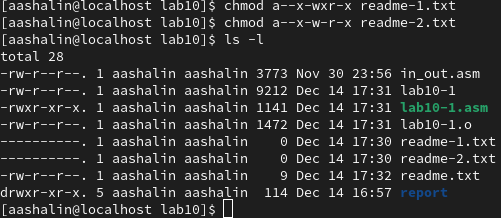 [aashalin@localhost lab10]$ chmod a--x-wxr-x readme-1.txt
[aashalin@localhost lab10]$ chmod a--x-w-r-x readme-2.txt
[aashalin@localhost lab10]$ ls -l
total 28
-rw-r--r--. 1 aashalin aashalin 3773 Nov 30 23:56 in_out.asm
-rw-r--r--. 1 aashalin aashalin 9212 Dec 14 17:31 lab10-1
-rwxr-xr-x. 1 aashalin aashalin 1141 Dec 14 17:31 lab10-1.asm
-rw-r--r--. 1 aashalin aashalin 1472 Dec 14 17:31 lab10-1.o
----------. 1 aashalin aashalin    0 Dec 14 17:30 readme-1.txt
----------. 1 aashalin aashalin    0 Dec 14 17:30 readme-2.txt
-rw-r--r--. 1 aashalin aashalin    9 Dec 14 17:32 readme.txt
drwxr-xr-x. 5 aashalin aashalin  114 Dec 14 16:57 report
[aashalin@localhost lab10]$